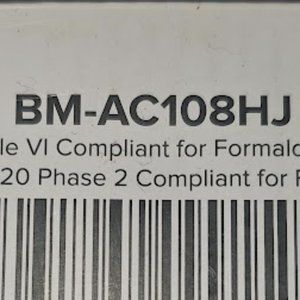 BM-AC108HJ
le VI Compliant for Formald
20 Phase 2 Compliant for F